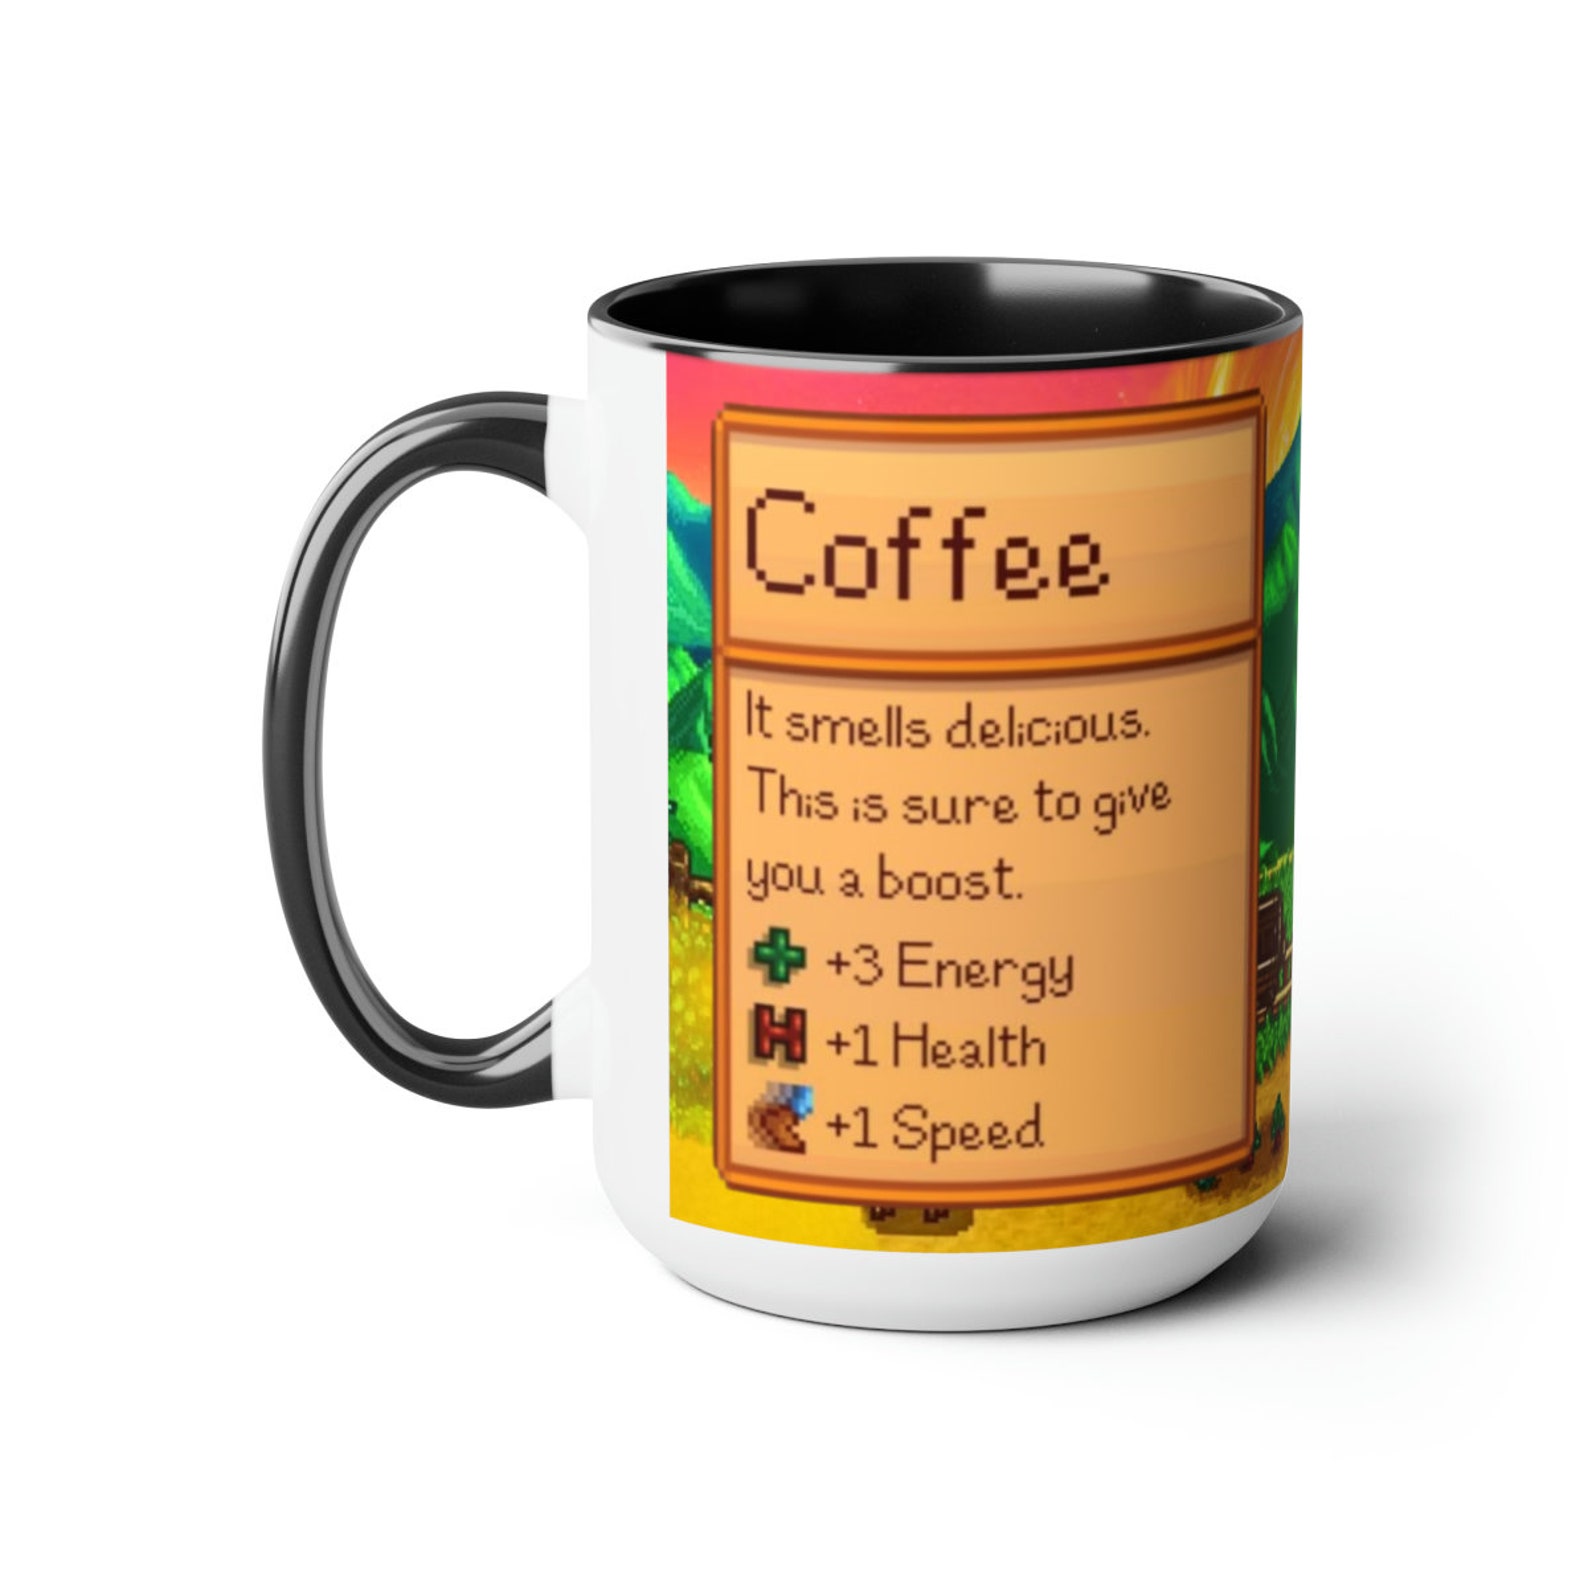 Coffee
It smells delicious.
This is sure to give
you a boost.
+3 Energy
H +1 Health
+1 Speed